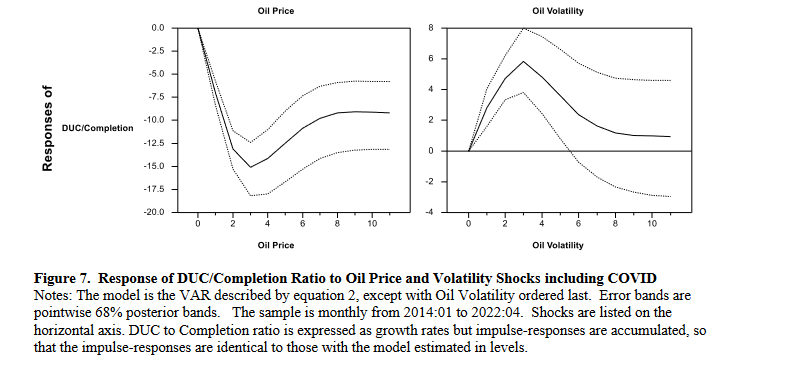 Oil Price
Oil Volatility
Responses of
DUC/Completion
0.0
-2.5
-5.0
-7.5
-10.0
-12.5
-15.0
-17.5
-20.0
0 2 4 6 8 10
Oil Price
8
6
4
2
0
-2
-4
0 2 4 6 8 10
Oil Volatility
Figure 7. Response of DUC/Completion Ratio to Oil Price and Volatility Shocks including COVID
Notes: The model is the VAR described by equation 2, except with Oil Volatility ordered last. Error bands are
pointwise 68% posterior bands. The sample is monthly from 2014:01 to 2022:04. Shocks are listed on the
horizontal axis. DUC to Completion ratio is expressed as growth rates but impulse-responses are accumulated, so
that the impulse-responses are identical to those with the model estimated in levels.